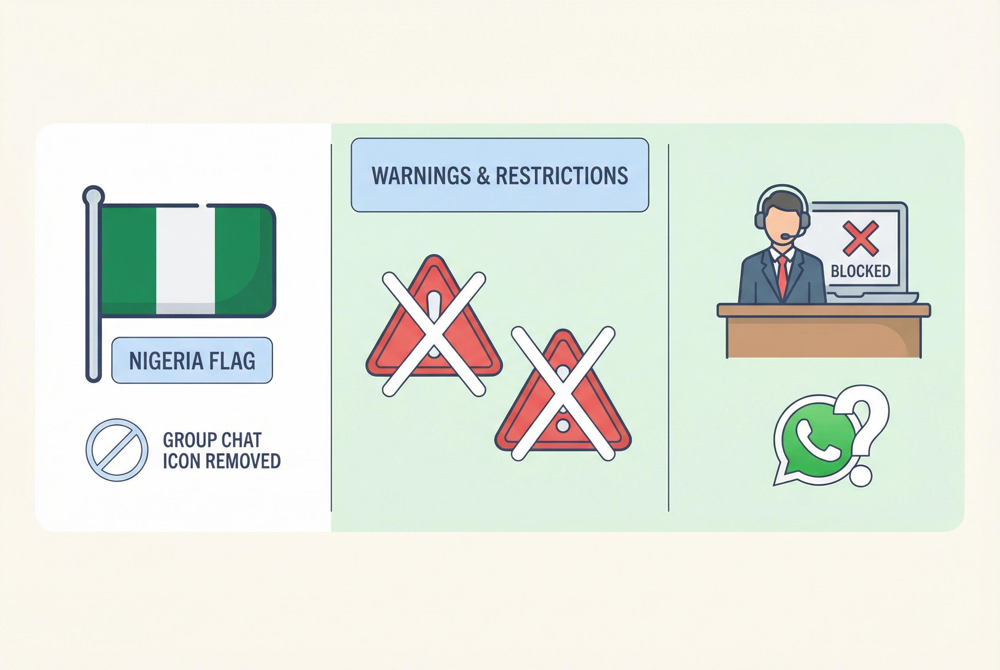 NIGERIA FLAG
GROUP CHAT
ICON REMOVED
WARNINGS & RESTRICTIONS
BLOCKED